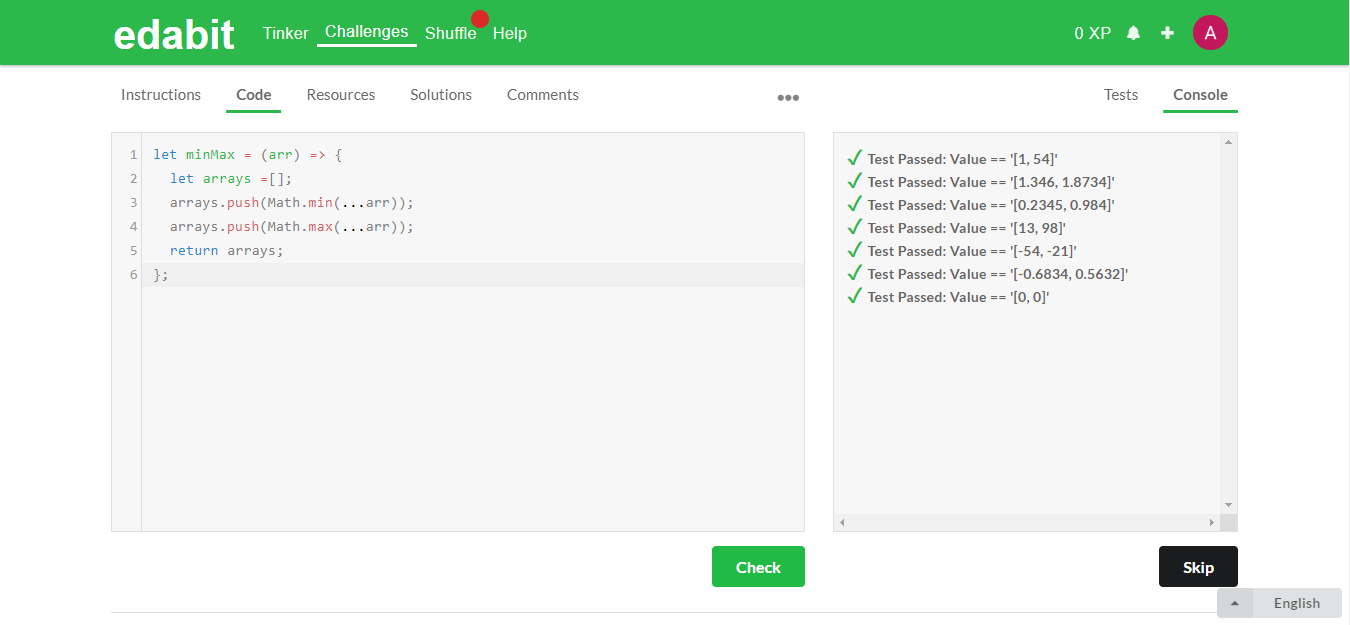 edabit Tinker Challenges Shuffle Help 0 XP A
Instructions Code Resources Solutions Comments ••• Tests Console
1 let minMax = (arr) => {
2 let arrays =[];
3 arrays.push(Math.min(...arr));
4 arrays.push(Math.max(...arr));
5 return arrays;
6 };
✓ Test Passed: Value == '[1, 54]'
✓ Test Passed: Value == '[1.346, 1.8734]'
✓ Test Passed: Value == '[0.2345, 0.984]'
✓ Test Passed: Value == '[13, 98]'
✓ Test Passed: Value == '[-54, -21]'
✓ Test Passed: Value == '[-0.6834, 0.5632]'
✓ Test Passed: Value == '[0, 0]'
Check
Skip
English